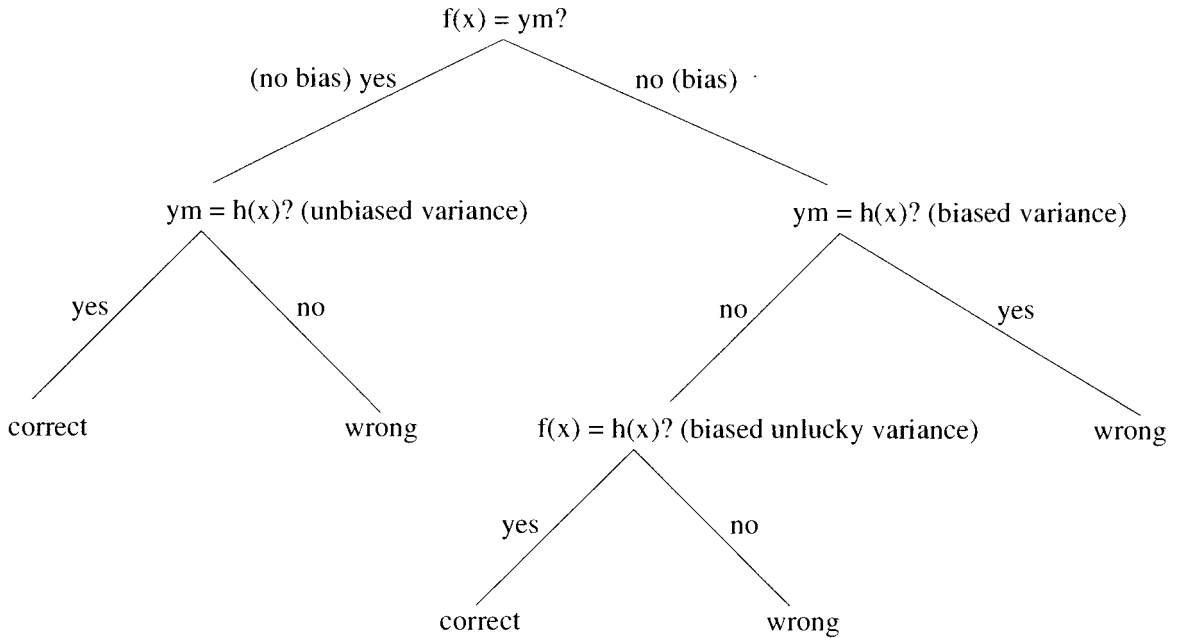 f(x) = ym?
(no bias) yes
no (bias)
ym = h(x)? (unbiased variance)
ym = h(x)? (biased variance)
yes
no
no
yes
correct
wrong
f(x) = h(x)? (biased unlucky variance)
wrong
yes
no
correct
wrong